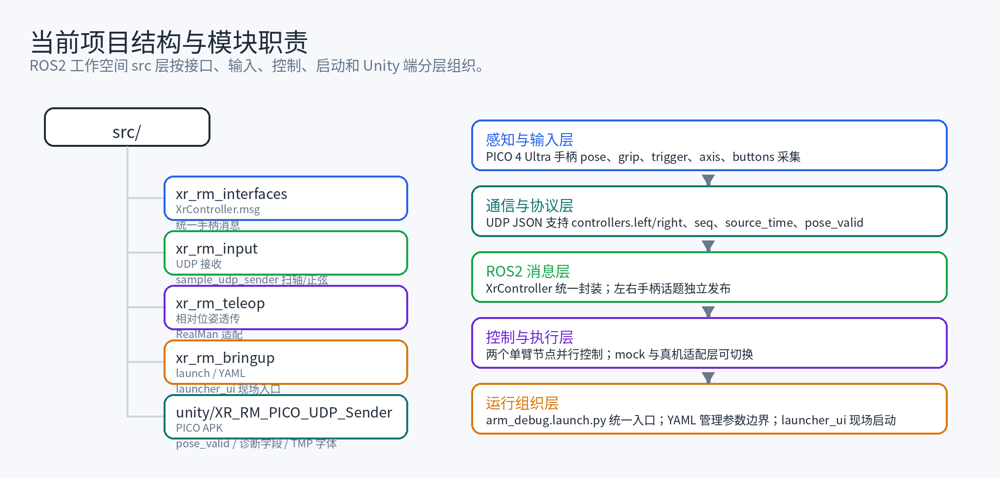 当前项目结构与模块职责
ROS2 工作空间 src 层按接口、输入、控制、启动和 Unity 端分层组织。
src/
xr_rm_interfaces
XrController.msg
统一手柄消息
xr_rm_input
UDP 接收
sample_udp_sender 扫轴/正弦
xr_rm_teleop
相对位姿透传
RealMan 适配
xr_rm_bringup
launch / YAML
launcher_ui 现场入口
unity/XR_RM_PICO_UDP_Sender
PICO APK
pose_valid / 诊断字段 / TMP 字体
感知与输入层
PICO 4 Ultra 手柄 pose、grip、trigger、axis、buttons 采集
通信与协议层
UDP JSON 支持 controllers.left/right、seq、source_time、pose_valid
ROS2 消息层
XrController 统一封装；左右手柄话题独立发布
控制与执行层
两个单臂节点并行控制；mock 与真机适配层可切换
运行组织层
arm_debug.launch.py 统一入口；YAML 管理参数边界；launcher_ui 现场启动